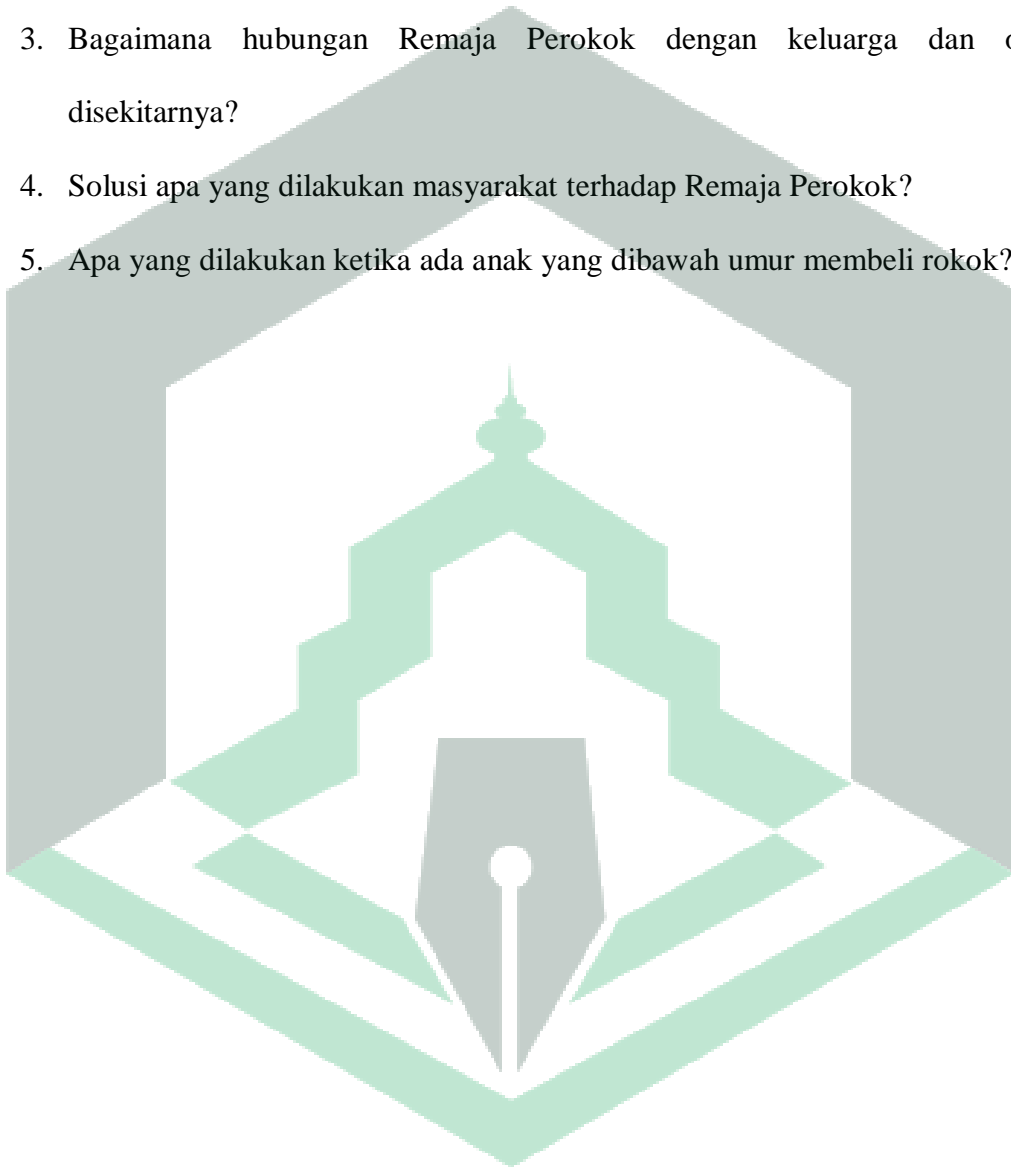 3. Bagaimana hubungan Remaja Perokok dengan keluarga dan
disekitarnya?
4. Solusi apa yang dilakukan masyarakat terhadap Remaja Perokok?
5. Apa yang dilakukan ketika ada anak yang dibawah umur membeli rokok?